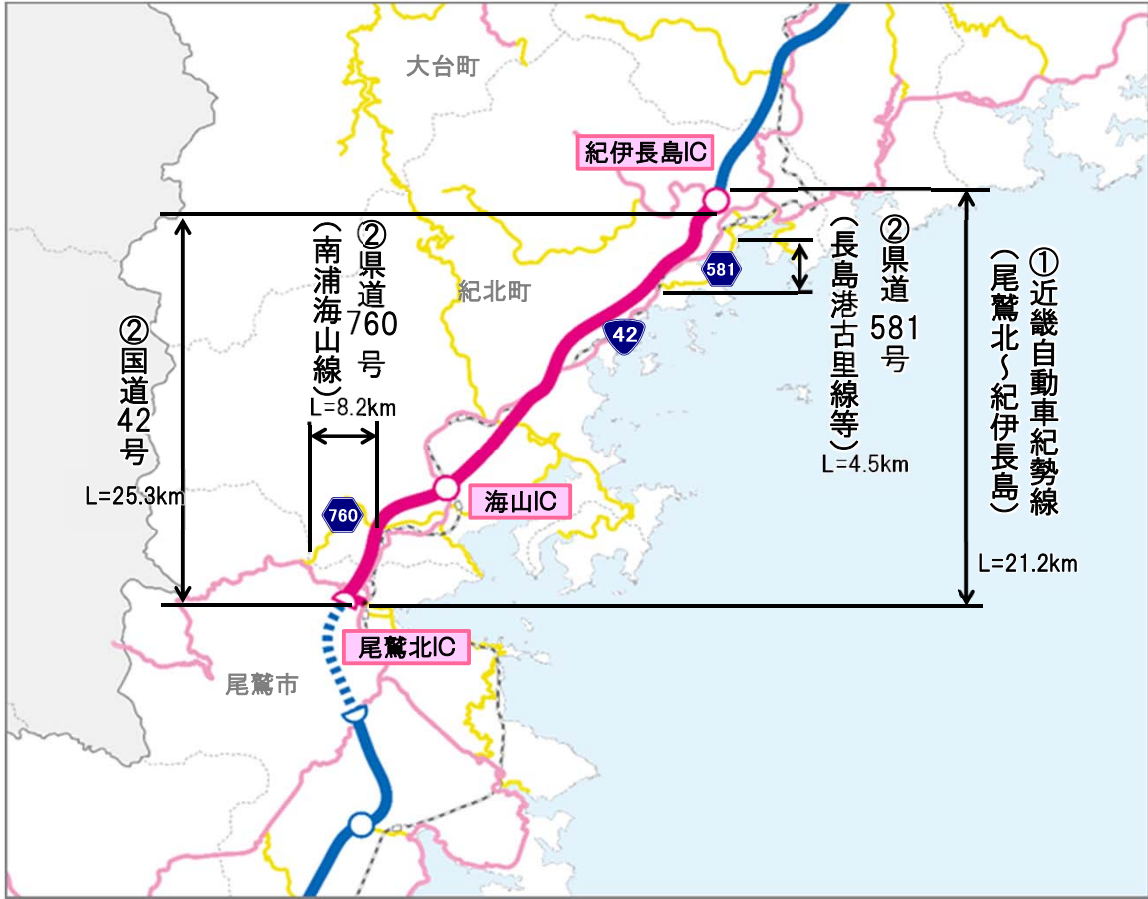 大台町
紀伊長島IC
②県道581号
(長島港古里線等)
L=4.5km
581
①近畿自動車紀勢線
(尾鷲北~紀伊長島)
L=21.2km
②県道760号
(南浦海山線)
L=8.2km
紀北町
42
②国道42号
L=25.3km
海山IC
760
尾鷲北IC
尾鷲市